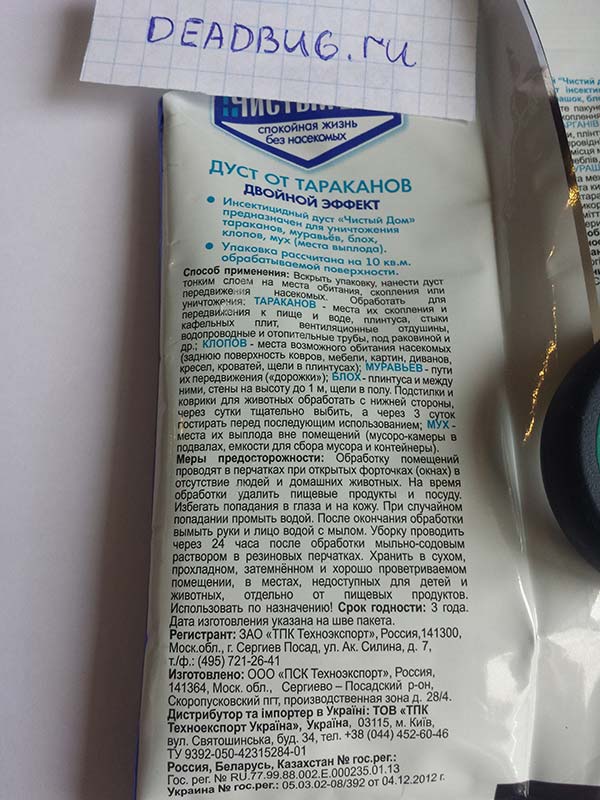 DEADBUG.ru
спокойная жизнь
без насекомых
ДУСТ ОТ ТАРАКАНОВ
ДВОЙНОЙ ЭФФЕКТ
• Инсектицидный дуст «Чистый Дом»
предназначен для уничтожения
тараканов, муравьёв, блох,
клопов, мух (места выплода).
• Упаковка рассчитана на 10 кв.м.
обрабатываемой поверхности.
Способ применения: Вскрыть упаковку, нанести дуст
тонким слоем на места обитания, скопления или
передвижения насекомых. Обработать для
уничтожения: ТАРАКАНОВ - места их скопления и
передвижения к пище и воде, плинтуса, стыки
кафельных плит, вентиляционные отдушины,
водопроводные и отопительные трубы, под раковиной и
др.; КЛОПОВ - места возможного обитания насекомых
(заднюю поверхность ковров, мебели, картин, диванов,
кресел, кроватей, щели в плинтусах); МУРАВЬЕВ - пути
их передвижения («дорожки»); БЛОХ - плинтуса и между
ними, стены на высоту до 1 м, щели в полу. Подстилки и
коврики для животных обработать с нижней стороны,
через сутки тщательно выбить, а через 3 суток
постирать перед последующим использованием; МУХ -
места их выплода вне помещений (мусоро-камеры в
подвалах, емкости для сбора мусора и контейнеры).
Меры предосторожности: Обработку помещений
проводят в перчатках при открытых форточках (окнах) в
отсутствие людей и домашних животных. На время
обработки удалить пищевые продукты и посуду.
Избегать попадания в глаза и на кожу. При случайном
попадании промыть водой. После окончания обработки
вымыть руки и лицо водой с мылом. Уборку проводить
через 24 часа после обработки мыльно-содовым
раствором в резиновых перчатках. Хранить в сухом,
прохладном, затемнённом и хорошо проветриваемом
помещении, в местах, недоступных для детей и
животных, отдельно от пищевых продуктов.
Использовать по назначению! Срок годности: 3 года.
Дата изготовления указана на шве пакета.
Регистрант: ЗАО «ТПК Техноэкспорт», Россия,141300,
Моск.обл., г. Сергиев Посад, ул. Ак. Силина, д. 7,
т./ф.: (495) 721-26-41
Изготовлено: ООО «ПСК Техноэкспорт», Россия,
141364, Моск. обл., Сергиево – Посадский р-он,
Скоропусковский пгт, производственная зона д. 28/4.
Дистрибутор та імпортер в Україні: ТОВ «ТПК
Техноекспорт Україна», Україна, 03115, м. Київ,
вул. Святошинська, буд. 34, тел. +38 (044) 452-60-46
ТУ 9392-050-42315284-01
Россия, Беларусь, Казахстан № гос.рег.:
Гос. рег. № RU.77.99.88.002.Е.000235.01.13
Украина № гос.рег.: 05.03.02-08/392 от 04.12.2012 г.